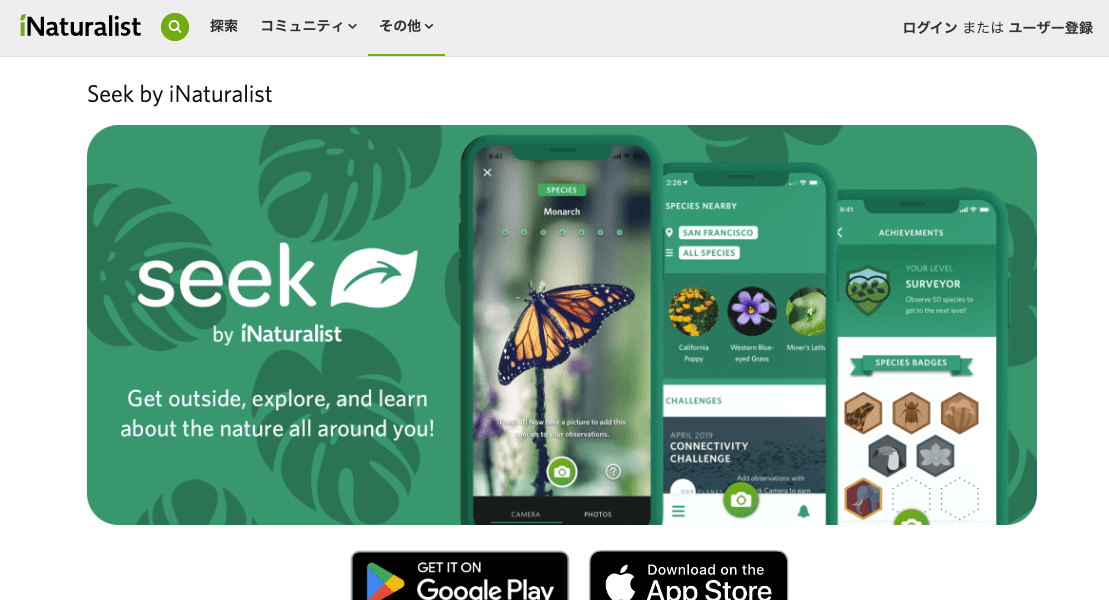 iNaturalist 探索 コミュニティ その他 ログイン または ユーザー登録
Seek by iNaturalist
seek
by iNaturalist
Get outside, explore, and learn
about the nature all around you!
9:41
SPECIES
Monarch
Now take a picture to add this
species to your observations.
CAMERA PHOTOS
2:26
SPECIES NEARBY
SAN FRANCISCO
ALL SPECIES
California
Poppy
Western Blue-
eyed Grass
Miner's Lettu
CHALLENGES
APRIL 2019
CONNECTIVITY
CHALLENGE
Add observations with
Camera to earn
9:41
ACHIEVEMENTS
YOUR LEVEL
SURVEYOR
Observe 50 species to
get to the next level!
SPECIES BADGES
GET IT ON
Google Play
Download on the
App Store